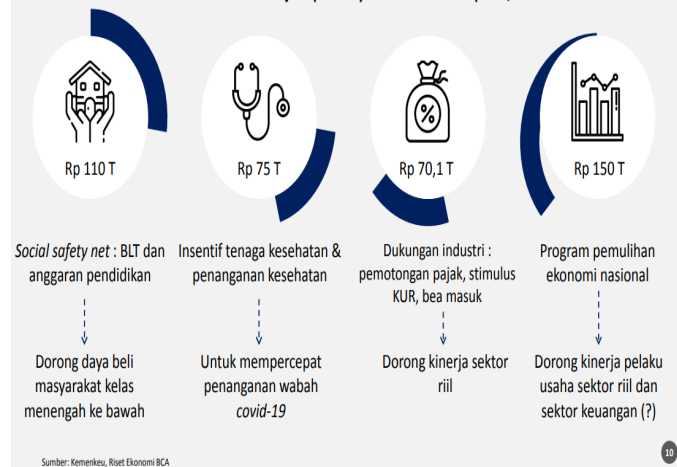 Rp 110 T
Rp 75 T
Rp 70,1 T
Rp 150 T
Social safety net : BLT dan
anggaran pendidikan
Insentif tenaga kesehatan &
penanganan kesehatan
Dukungan industri :
pemotongan pajak, stimulus
KUR, bea masuk
Program pemulihan
ekonomi nasional
Dorong daya beli
masyarakat kelas
menengah ke bawah
Untuk mempercepat
penanganan wabah
covid-19
Dorong kinerja sektor
riil
Dorong kinerja pelaku
usaha sektor riil dan
sektor keuangan (?)
Sumber: Kemenkeu, Riset Ekonomi BCA
10